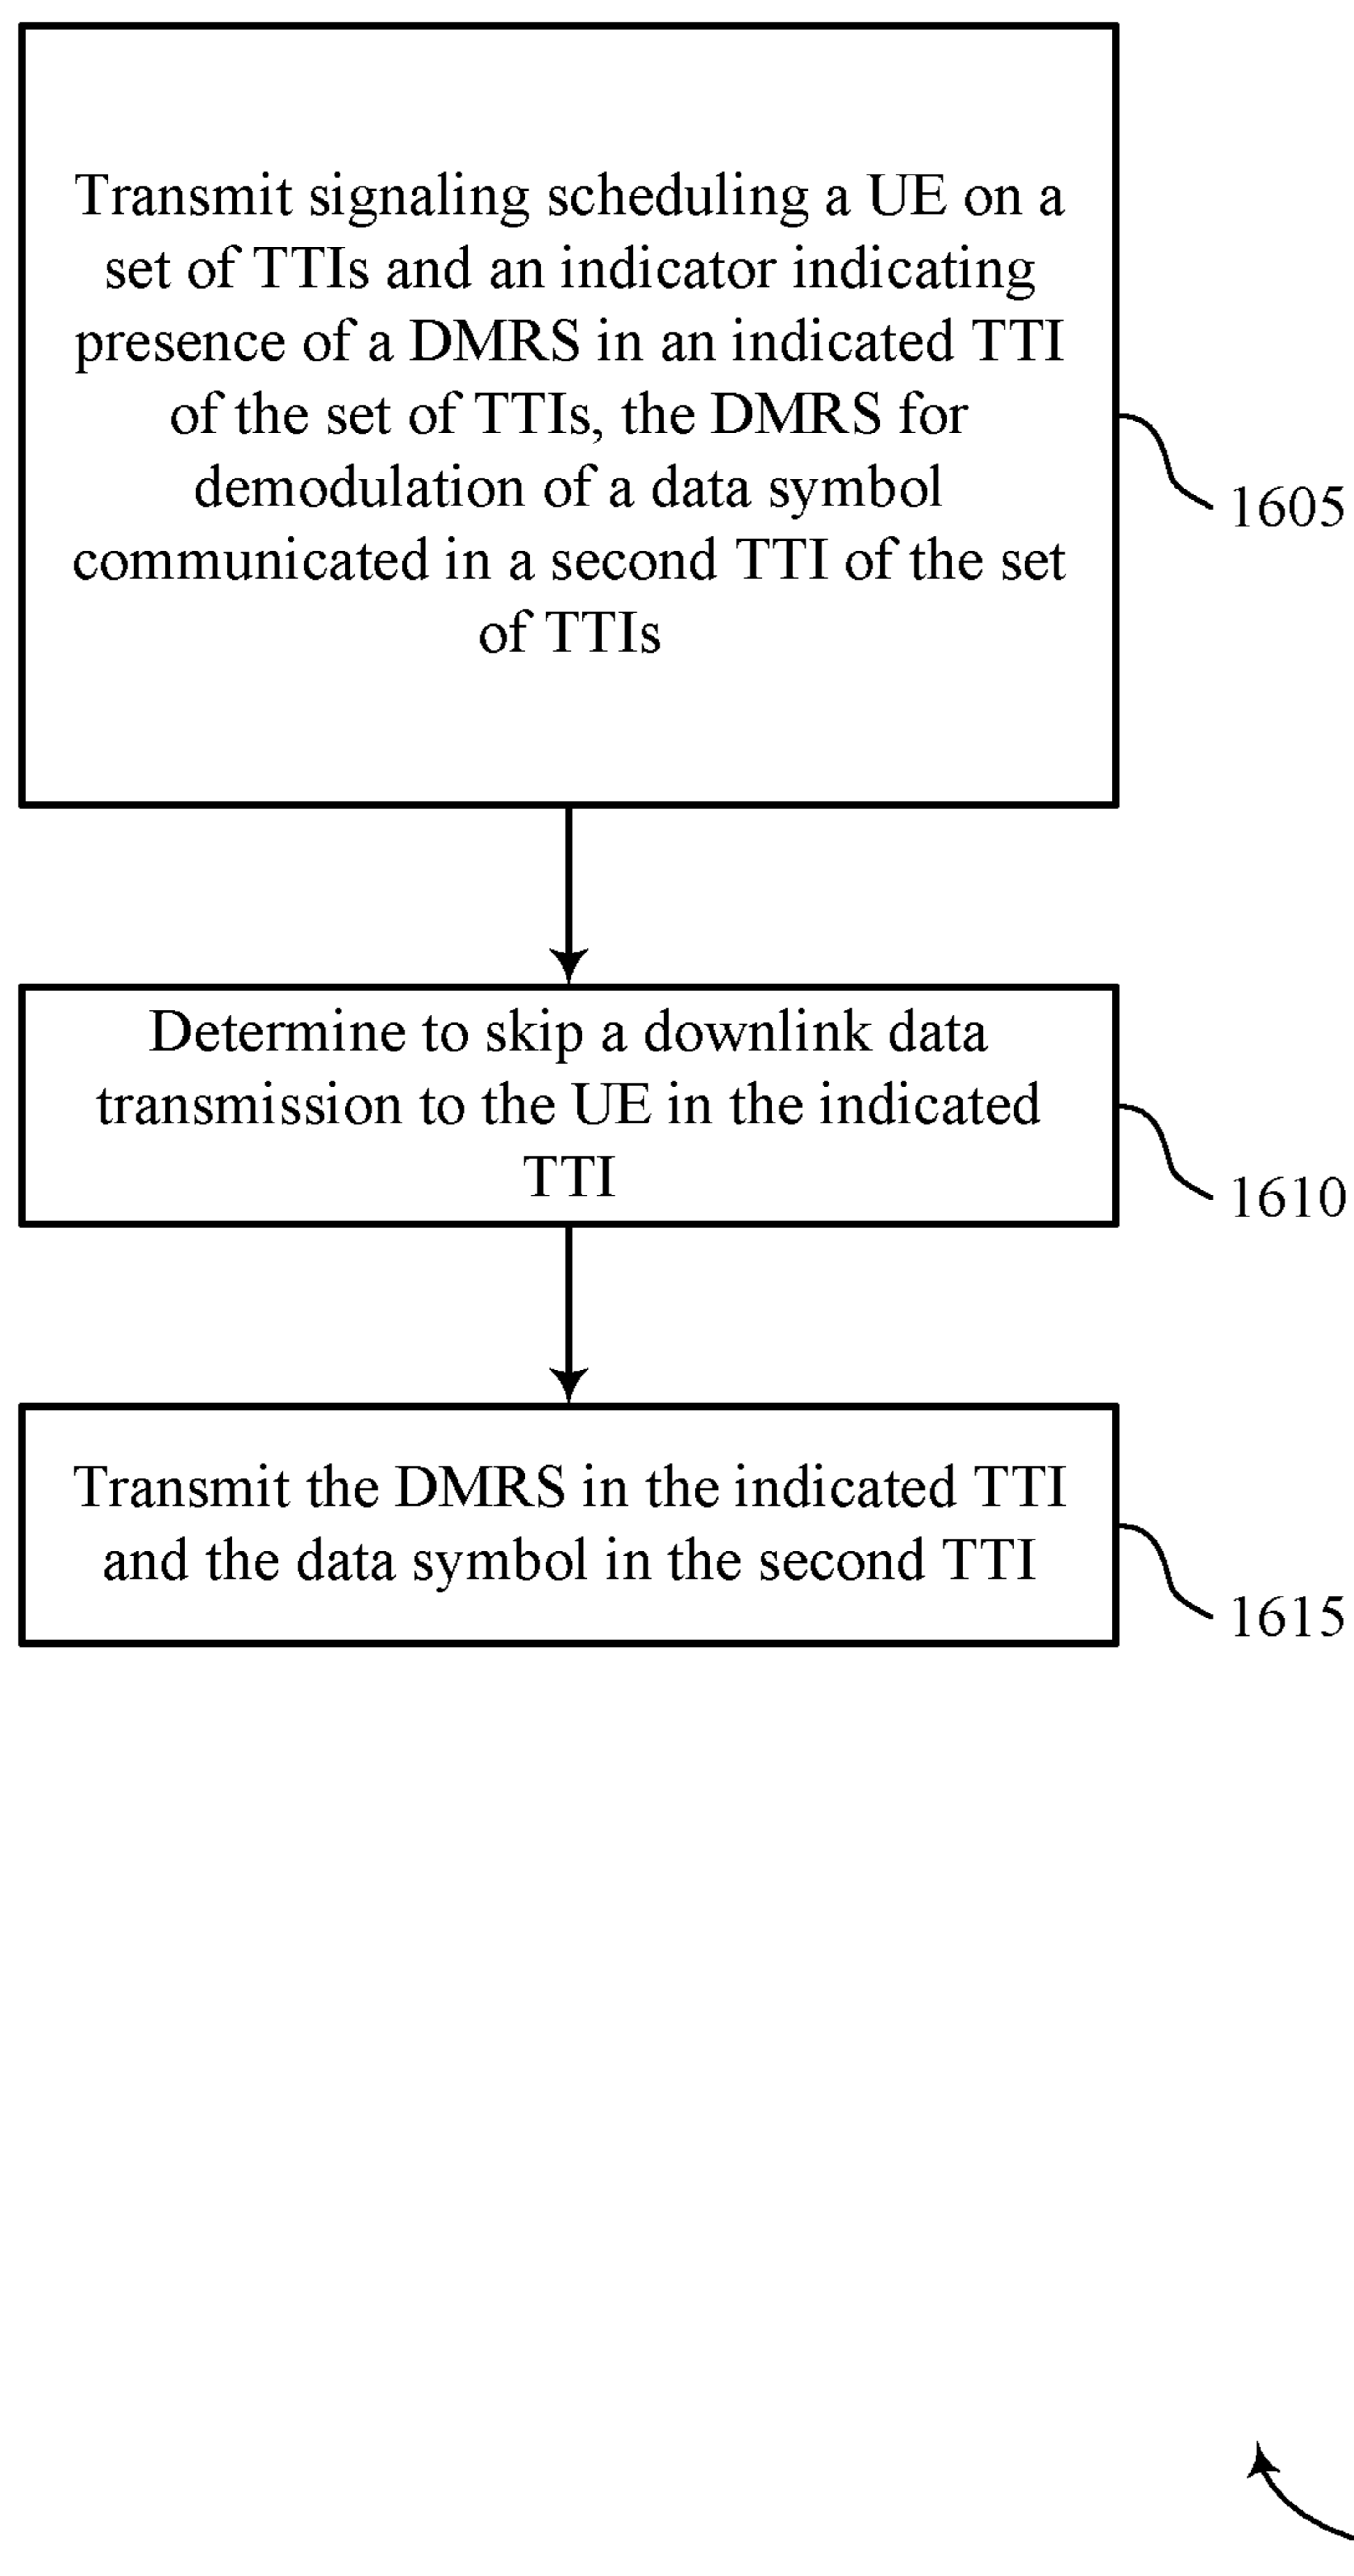 Transmit signaling scheduling a UE on a
set of TTIs and an indicator indicating
presence of a DMRS in an indicated TTI
of the set of TTIs, the DMRS for
demodulation of a data symbol
communicated in a second TTI of the set
of TTIs
1605
Determine to skip a downlink data
transmission to the UE in the indicated
TTI
1610
Transmit the DMRS in the indicated TTI
and the data symbol in the second TTI
1615